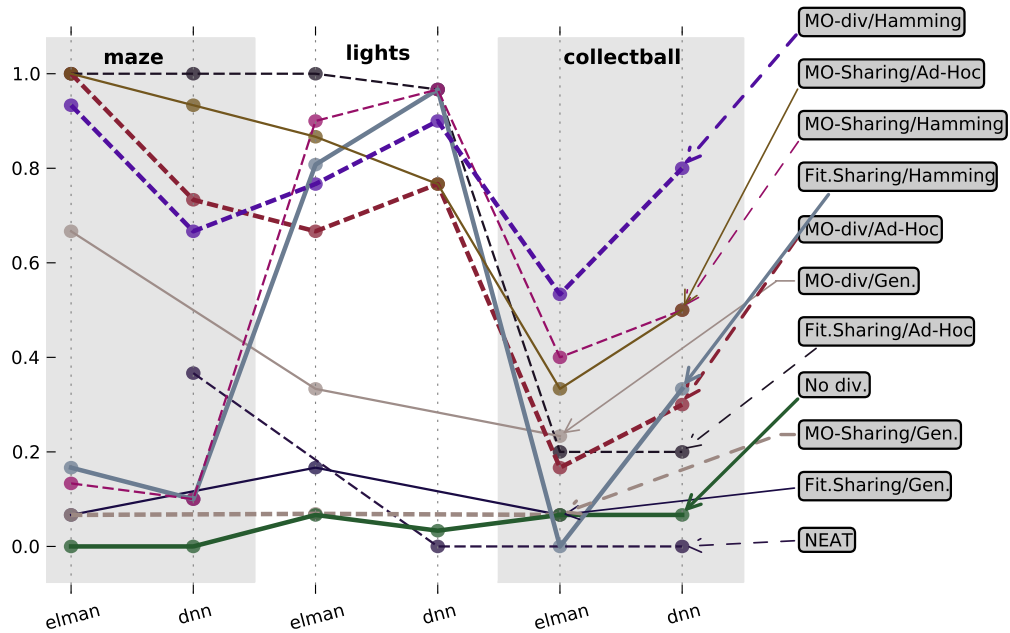 maze
lights
collectball
1.0
0.8
0.6
0.4
0.2
0.0
elman
dnn
elman
dnn
elman
dnn
MO-div/Hamming
MO-Sharing/Ad-Hoc
MO-Sharing/Hamming
Fit.Sharing/Hamming
MO-div/Ad-Hoc
MO-div/Gen.
Fit.Sharing/Ad-Hoc
No div.
MO-Sharing/Gen.
Fit.Sharing/Gen.
NEAT